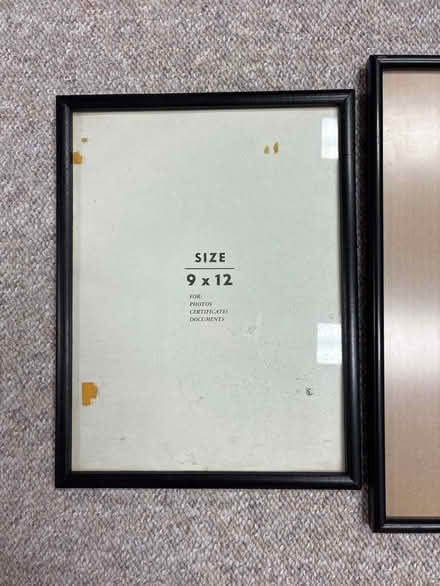 SIZE
9 x 12
FOR:
PHOTOS
CERTIFICATES
DOCUMENTS